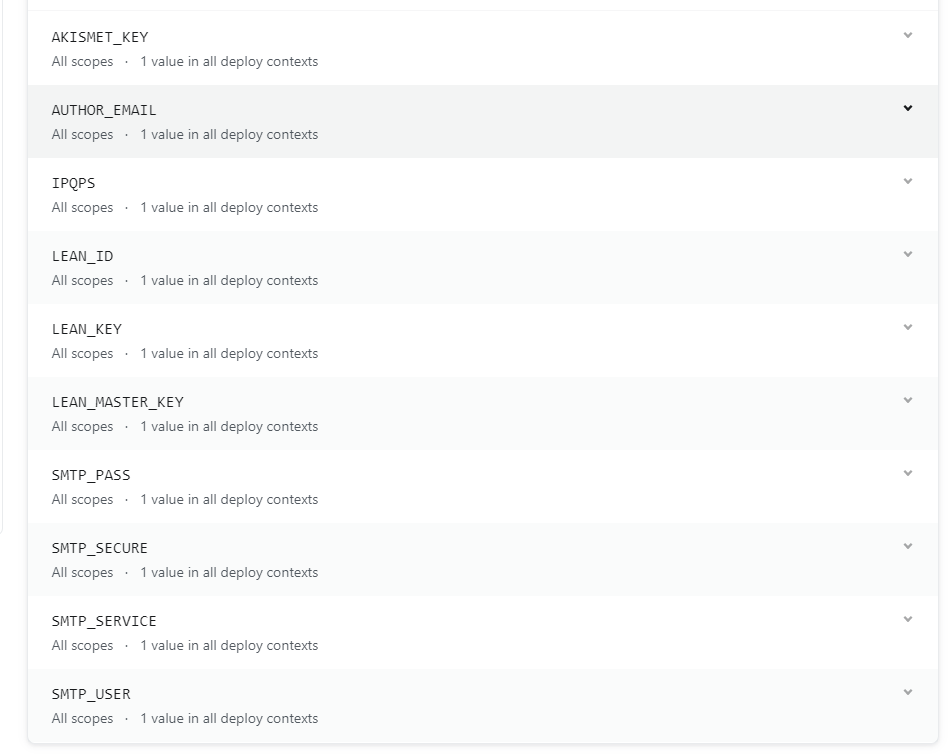 AKISMET_KEY
All scopes · 1 value in all deploy contexts
AUTHOR_EMAIL
All scopes · 1 value in all deploy contexts
IPQPS
All scopes · 1 value in all deploy contexts
LEAN_ID
All scopes · 1 value in all deploy contexts
LEAN_KEY
All scopes · 1 value in all deploy contexts
LEAN_MASTER_KEY
All scopes · 1 value in all deploy contexts
SMTP_PASS
All scopes · 1 value in all deploy contexts
SMTP_SECURE
All scopes · 1 value in all deploy contexts
SMTP_SERVICE
All scopes · 1 value in all deploy contexts
SMTP_USER
All scopes · 1 value in all deploy contexts